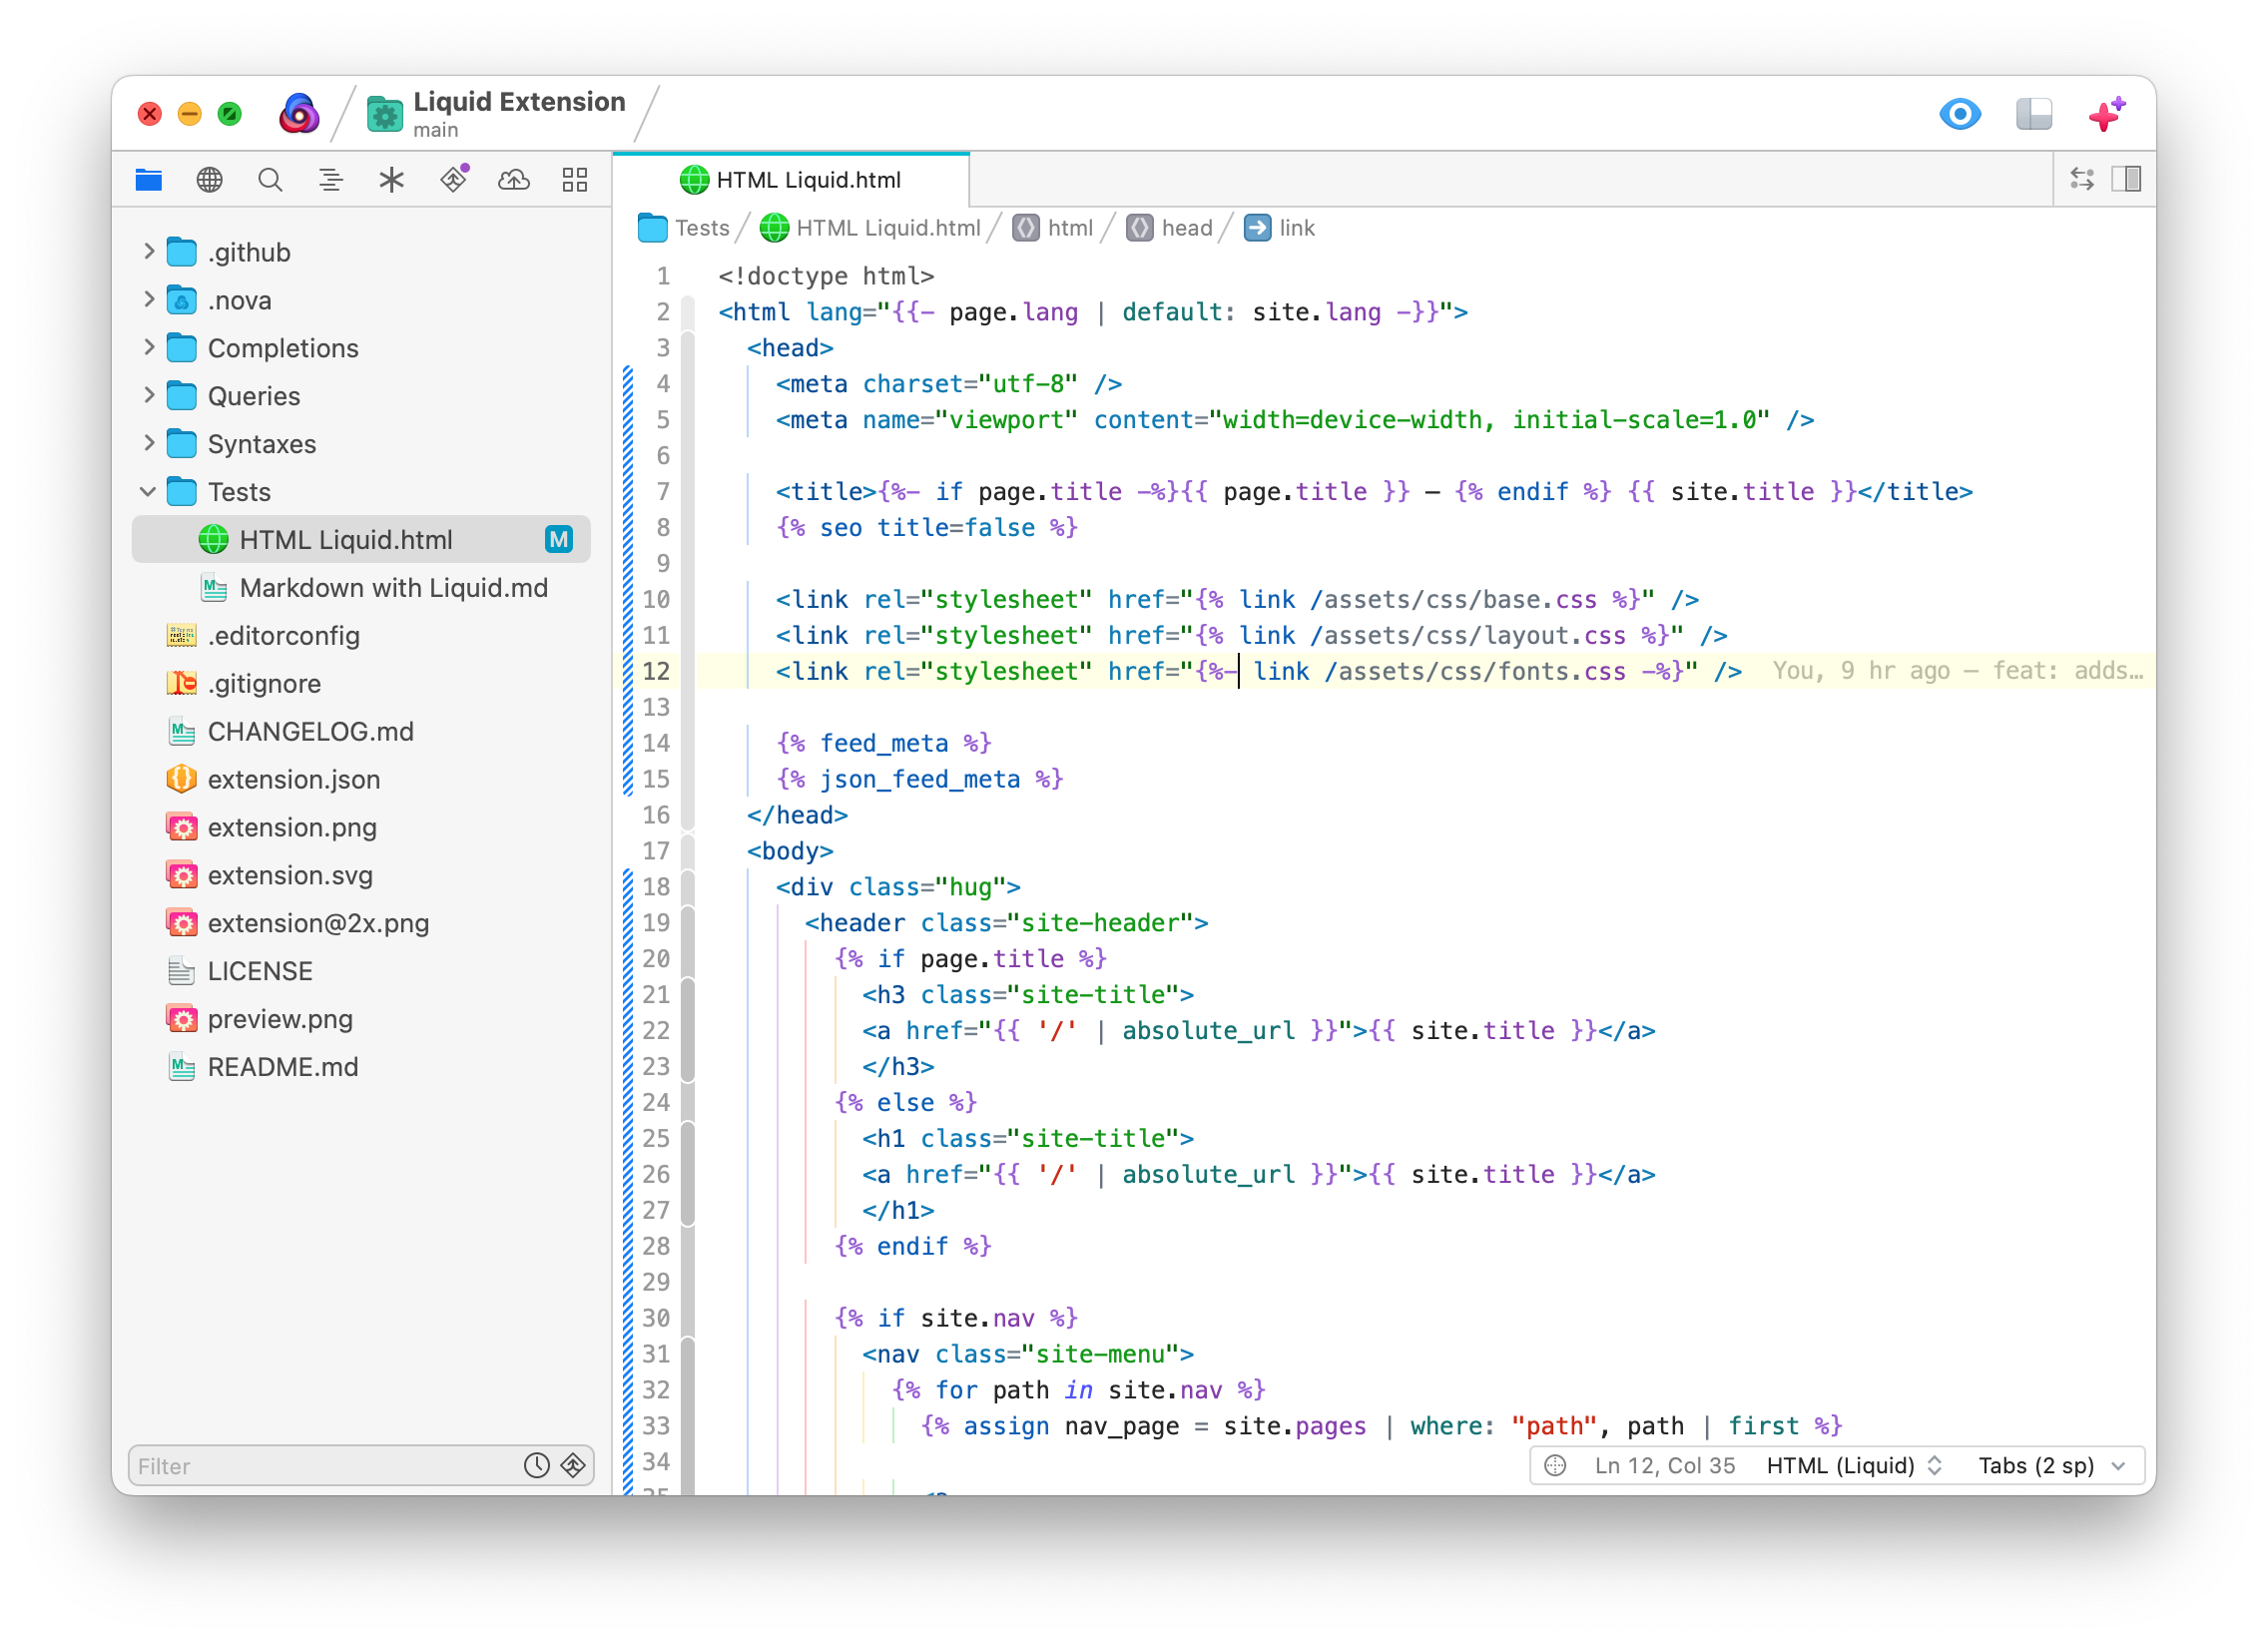 Liquid Extension
main
HTML Liquid.html
Tests HTML Liquid.html html head link
.github
.nova
Completions
Queries
Syntaxes
Tests
HTML Liquid.html M
Markdown with Liquid.md
.editorconfig
.gitignore
CHANGELOG.md
extension.json
extension.png
extension.svg
extension@2x.png
LICENSE
preview.png
README.md
Filter
1 <!doctype html>
2 <html lang="{{- page.lang | default: site.lang -}}">
3 <head>
4 <meta charset="utf-8" />
5 <meta name="viewport" content="width=device-width, initial-scale=1.0" />
6
7 <title>{%- if page.title -%}{{ page.title }} — {% endif %} {{ site.title }}</title>
8 {% seo title=false %}
9
10 <link rel="stylesheet" href="{% link /assets/css/base.css %}" />
11 <link rel="stylesheet" href="{% link /assets/css/layout.css %}" />
12 <link rel="stylesheet" href="{%- link /assets/css/fonts.css -%}" /> You, 9 hr ago — feat: adds…
13
14 {% feed_meta %}
15 {% json_feed_meta %}
16 </head>
17 <body>
18 <div class="hug">
19 <header class="site-header">
20 {% if page.title %}
21 <h3 class="site-title">
22 <a href="{{ '/' | absolute_url }}">{{ site.title }}</a>
23 </h3>
24 {% else %}
25 <h1 class="site-title">
26 <a href="{{ '/' | absolute_url }}">{{ site.title }}</a>
27 </h1>
28 {% endif %}
29
30 {% if site.nav %}
31 <nav class="site-menu">
32 {% for path in site.nav %}
33 {% assign nav_page = site.pages | where: "path", path | first %}
34
35
Ln 12, Col 35 HTML (Liquid) Tabs (2 sp)